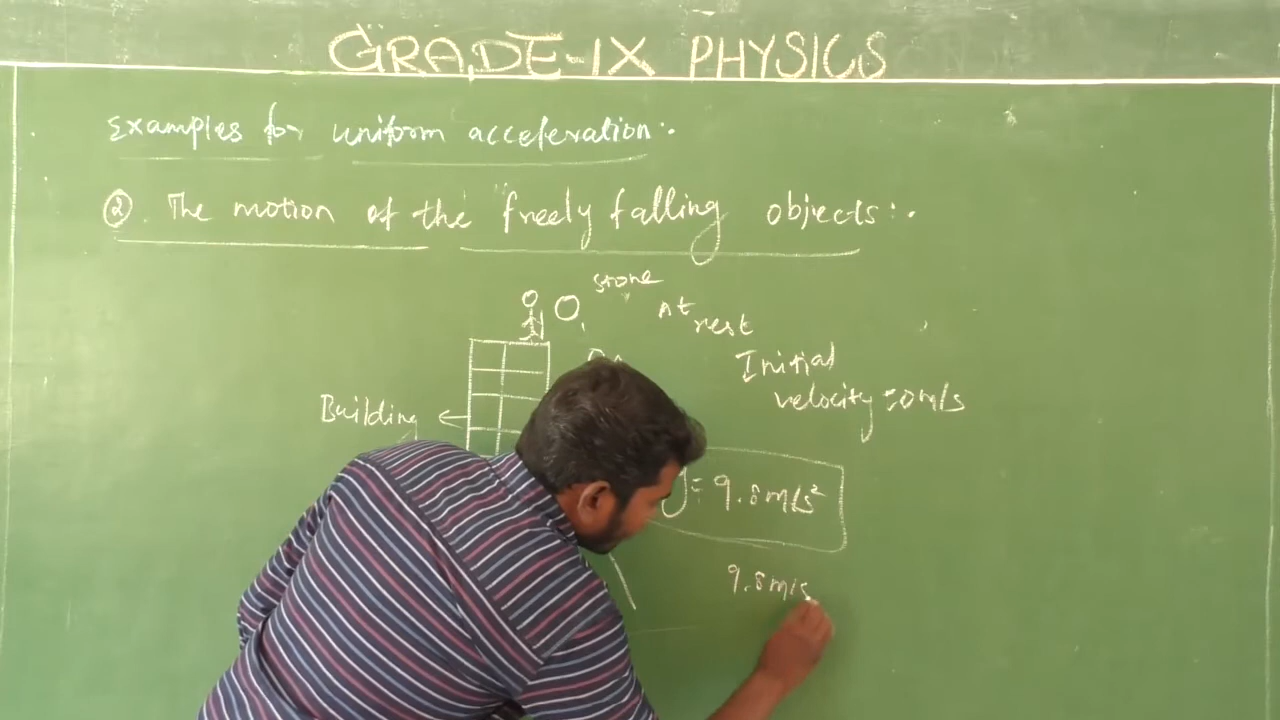 GRADE-IX PHYSICS
Examples for uniform acceleration:.
② . The motion of the freely falling objects:.
stone
At rest
Initial
velocity = 0 m/s
Building
g = 9.8 m/s²
9.8 m/s